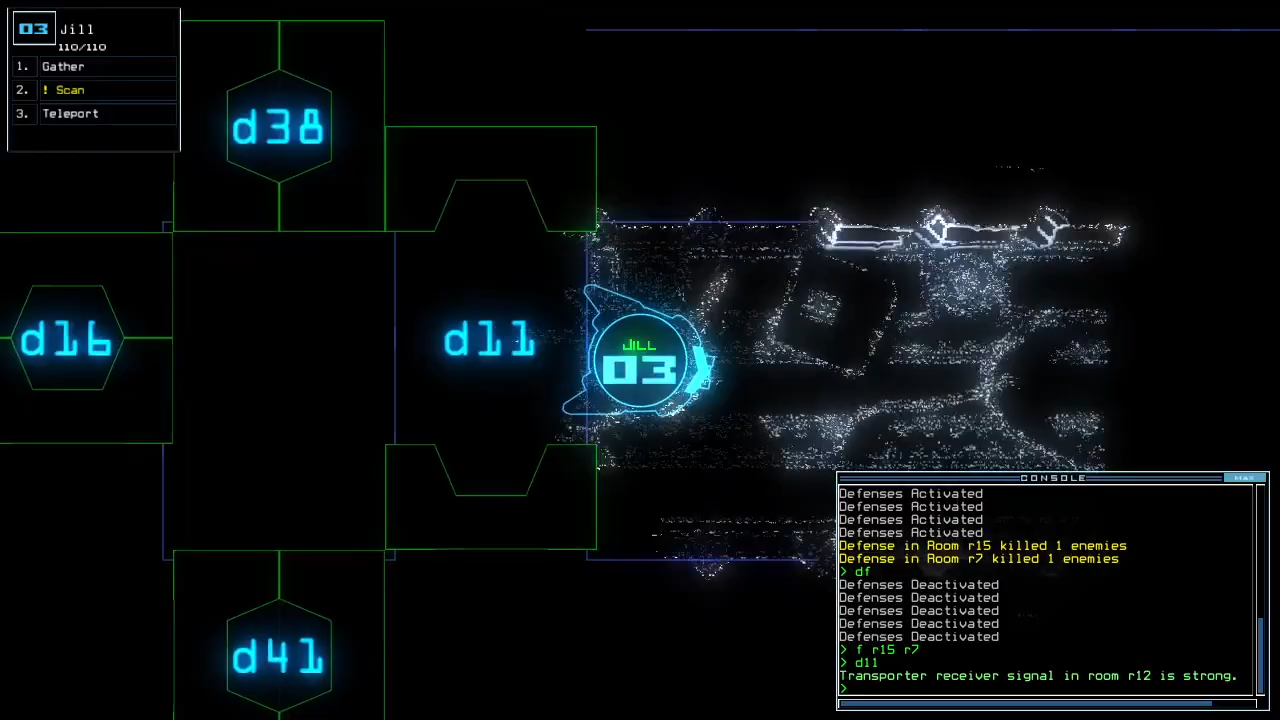 03 Jill
110/110
1. Gather
2. ! Scan
3. Teleport
d38
d16
d11
JILL
03
d41
CONSOLE
MAX
Defenses Activated
Defenses Activated
Defenses Activated
Defenses Activated
Defense in Room r15 killed 1 enemies
Defense in Room r7 killed 1 enemies
> df
Defenses Deactivated
Defenses Deactivated
Defenses Deactivated
Defenses Deactivated
Defenses Deactivated
> f r15 r7
> d11
Transporter receiver signal in room r12 is strong.
>